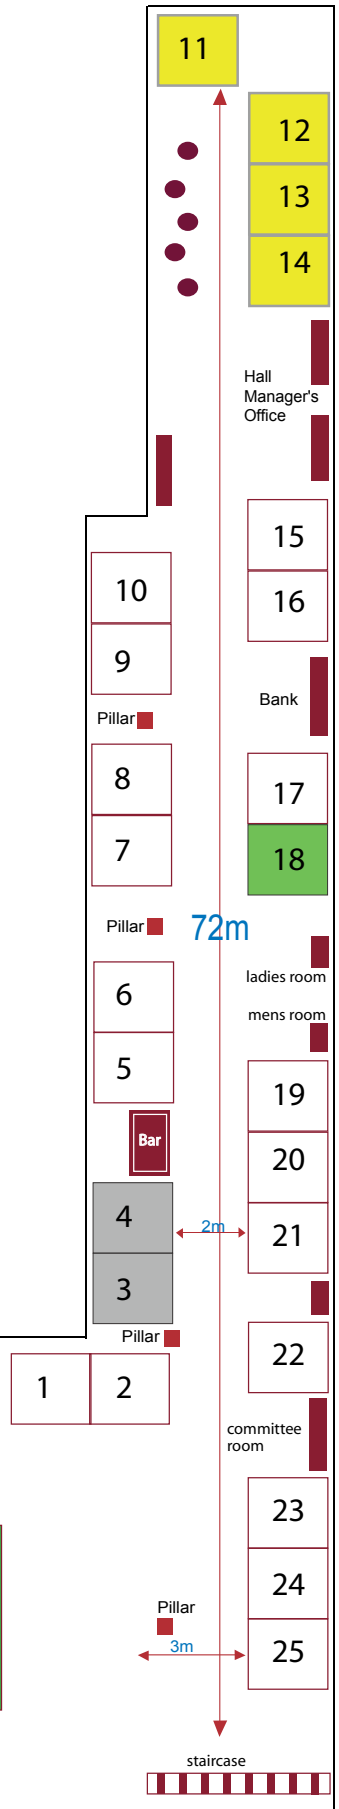 11
12
13
14
Hall
Manager's
Office
15
10
16
9
Bank
Pillar
8
17
7
18
Pillar
72m
ladies room
6
mens room
5
19
Bar
20
4
2m
21
3
Pillar
22
1
2
committee
room
23
24
Pillar
3m
25
staircase